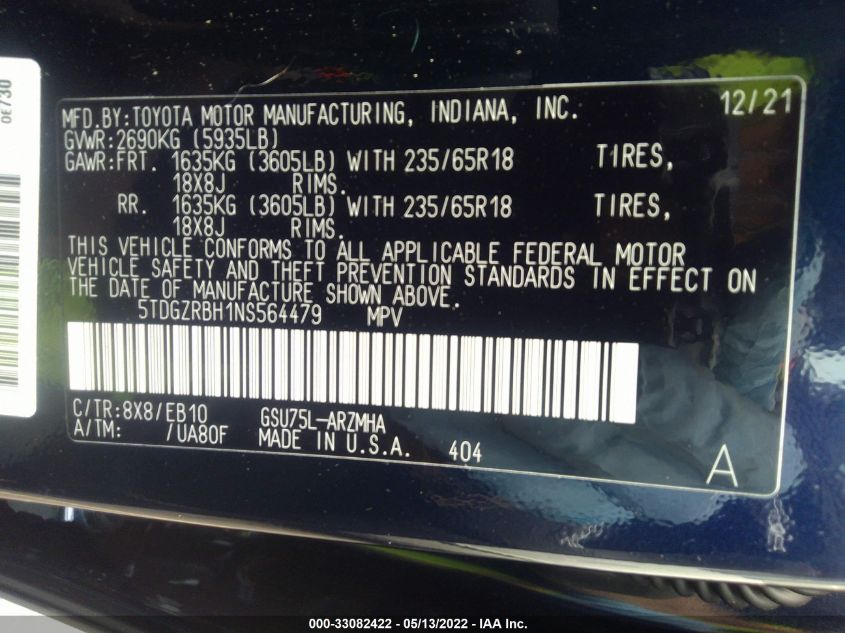 0E730
MFD.BY:TOYOTA MOTOR MANUFACTURING, INDIANA, INC. 12/21
GVWR:2690KG (5935LB)
GAWR:FRT. 1635KG (3605LB) WITH 235/65R18 TIRES,
18X8J RIMS.
RR. 1635KG (3605LB) WITH 235/65R18 TIRES,
18X8J RIMS.
THIS VEHICLE CONFORMS TO ALL APPLICABLE FEDERAL MOTOR
VEHICLE SAFETY AND THEFT PREVENTION STANDARDS IN EFFECT ON
THE DATE OF MANUFACTURE SHOWN ABOVE.
5TDGZRBH1NS564479 MPV
C/TR:8X8/EB10 GSU75L-ARZMHA
A/TM: /UA80F MADE IN U.S.A. 404
A
000-33082422 - 05/13/2022 - IAA Inc.